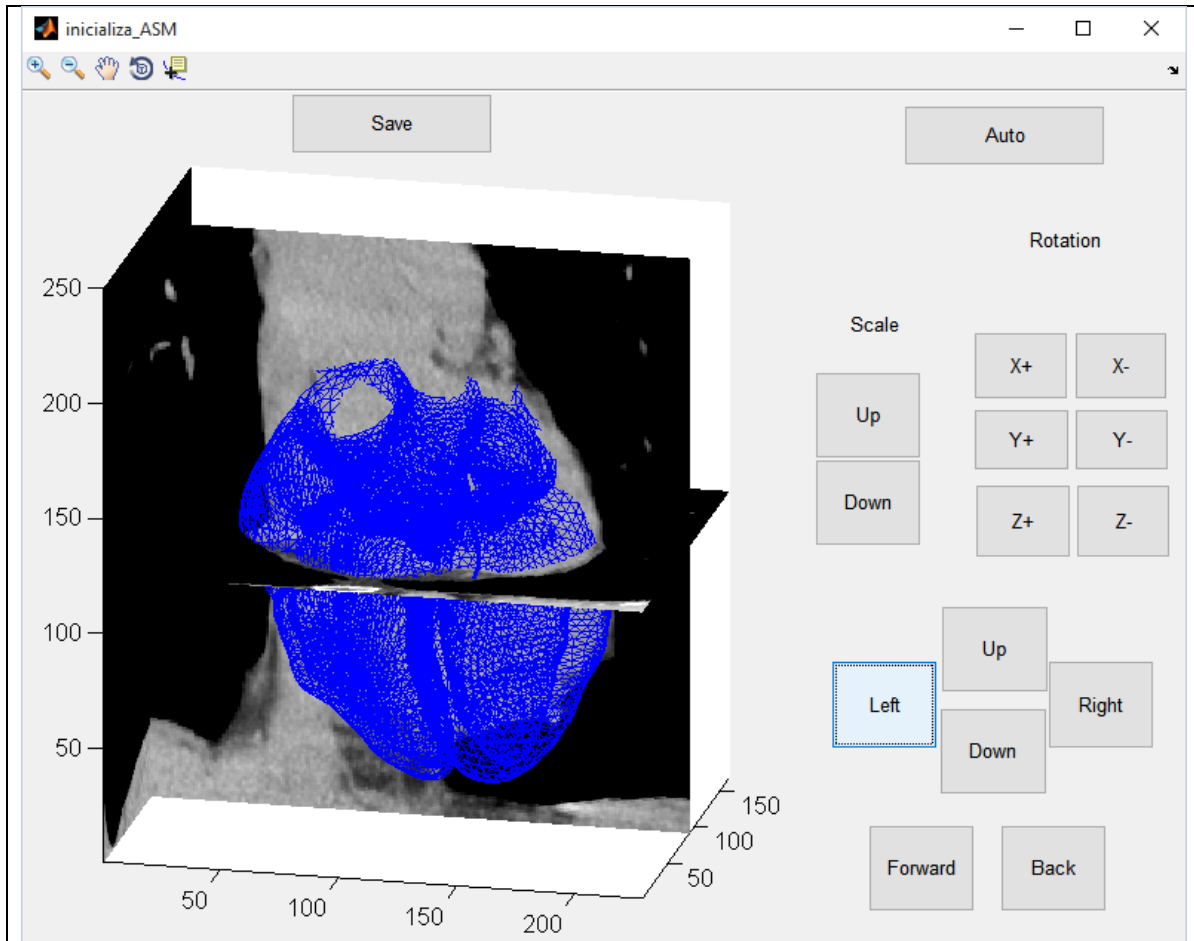 inicializa_ASM
Save
Auto
Rotation
Scale
X+ X-
Up
Y+ Y-
Down
Z+ Z-
Up
Left Right
Down
Forward Back
250
200
150
100
50
50 100 150 200
50 100 150